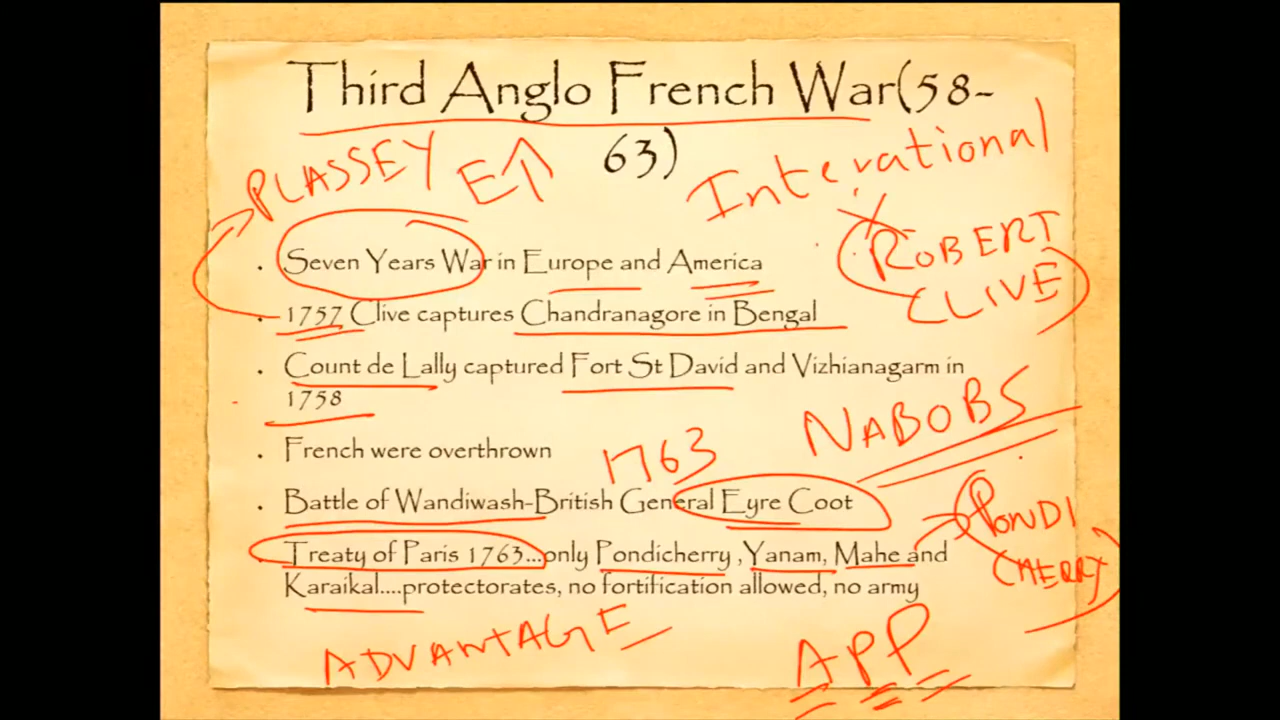 Third Anglo French War(58-
63)
PLASSEY E↑
International
ROBERT
CLIVE
. Seven Years War in Europe and America
. 1757 Clive captures Chandranagore in Bengal
. Count de Lally captured Fort St David and Vizhianagarm in
1758
NABOBS
. French were overthrown
1763
. Battle of Wandiwash-British General Eyre Coot
. Treaty of Paris 1763...only Pondicherry ,Yanam, Mahe and
Karaikal....protectorates, no fortification allowed, no army
PONDI
CHERRY
ADVANTAGE
APP